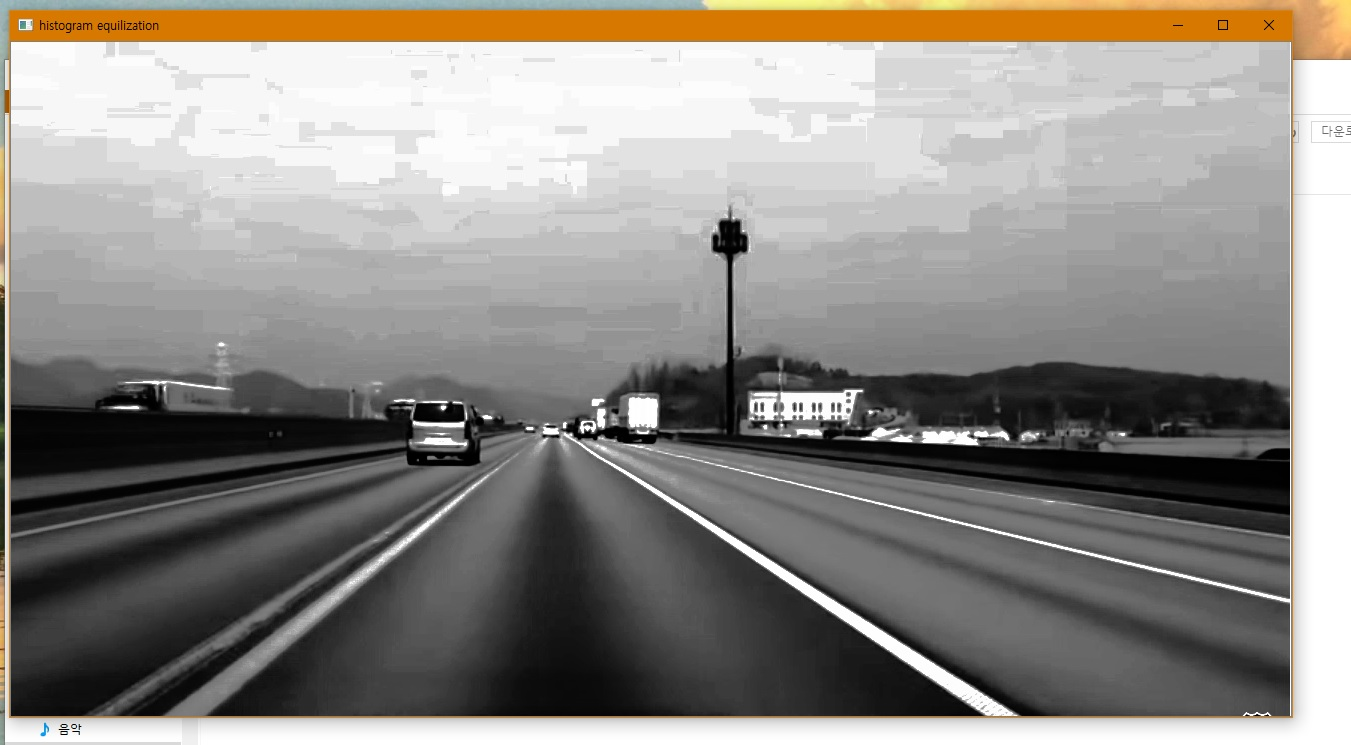 histogram equilization
다운로
음악